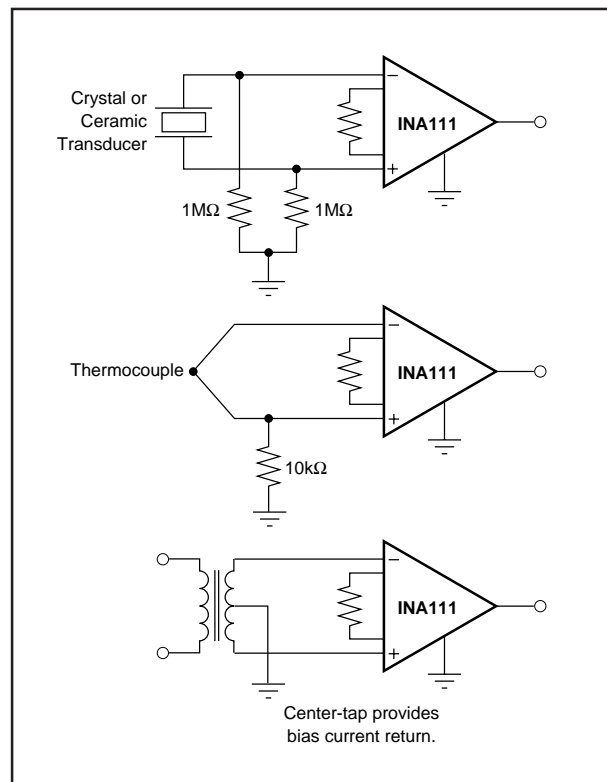 Crystal or
Ceramic
Transducer
−
INA111
+
1MΩ
1MΩ
−
Thermocouple
INA111
+
10kΩ
−
INA111
+
Center-tap provides
bias current return.